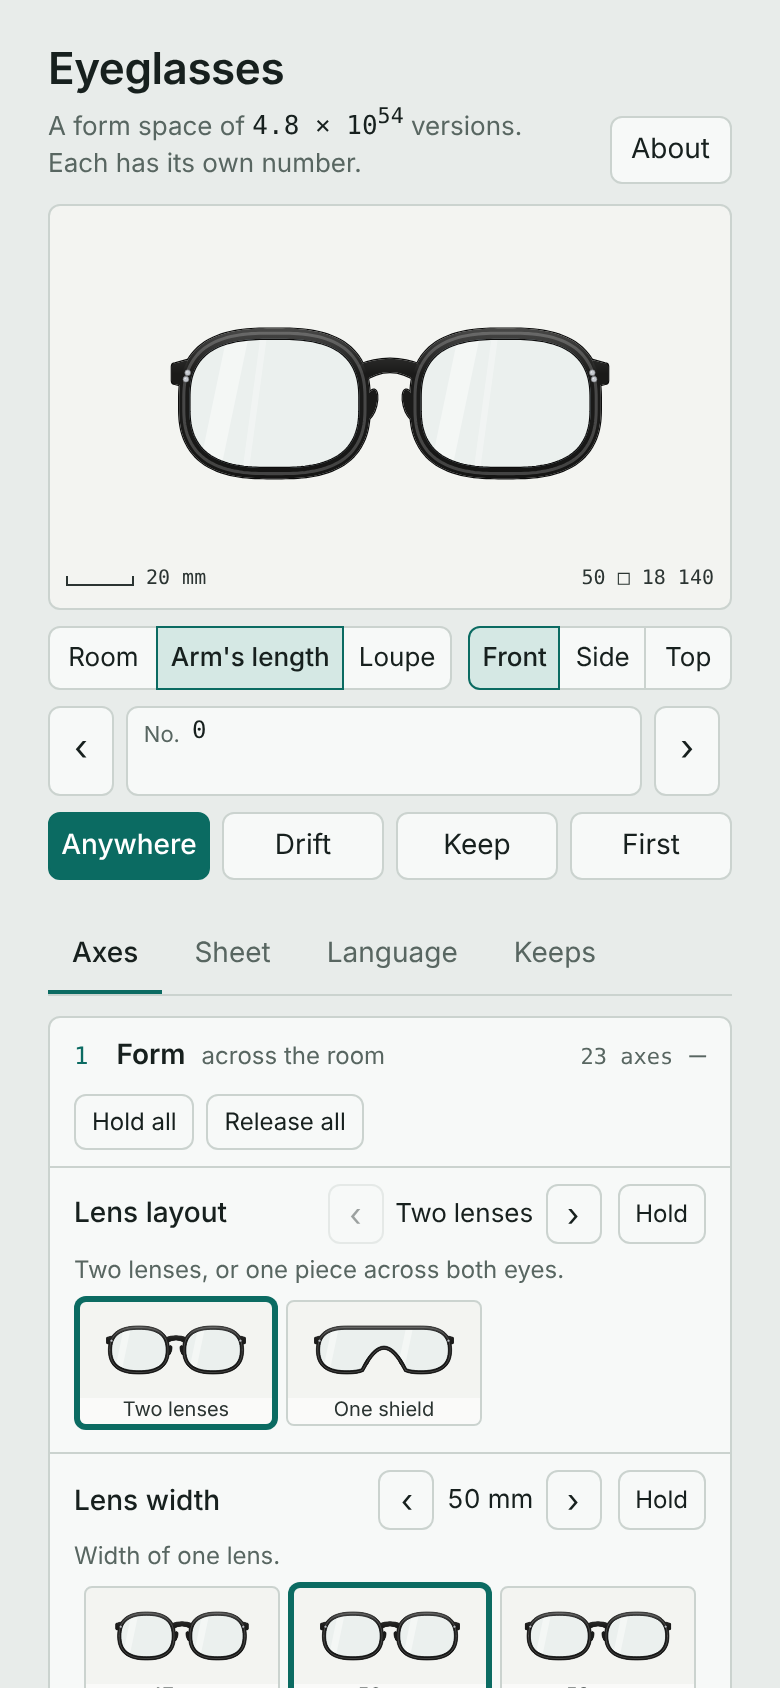 Eyeglasses
A form space of 4.8 × 10⁵⁴ versions.
Each has its own number.
About
20 mm
50 □ 18 140
Room Arm's length Loupe Front Side Top
‹ No. 0 ›
Anywhere Drift Keep First
Axes Sheet Language Keeps
1 Form across the room 23 axes —
Hold all Release all
Lens layout ‹ Two lenses › Hold
Two lenses, or one piece across both eyes.
Two lenses One shield
Lens width ‹ 50 mm › Hold
Width of one lens.